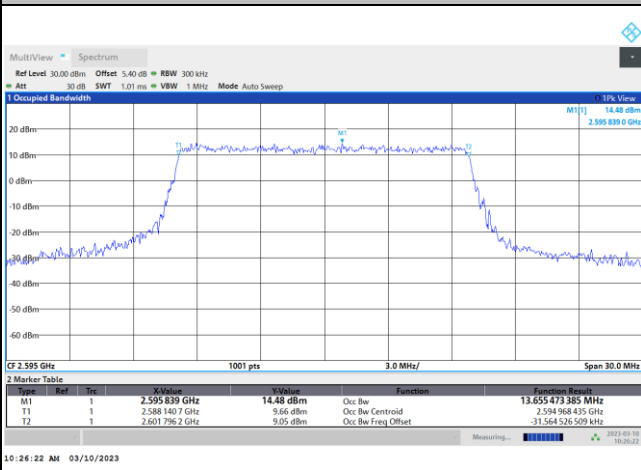 MultiView Spectrum
Ref Level 30.00 dBm Offset 5.40 dB RBW 300 kHz
Att 30 dB SWT 1.01 ms VBW 1 MHz Mode Auto Sweep
1 Occupied Bandwidth 1Pk View
M1[1] 14.48 dBm
2.595 839 0 GHz
20 dBm
M1
T1
T2
10 dBm
0 dBm
-10 dBm
-20 dBm
-30 dBm
-40 dBm
-50 dBm
-60 dBm
CF 2.595 GHz 1001 pts 3.0 MHz/ Span 30.0 MHz
2 Marker Table
Type Ref Trc X-Value Y-Value Function Function Result
M1 1 2.595 839 GHz 14.48 dBm Occ Bw 13.655 473 385 MHz
T1 1 2.588 140 7 GHz 9.66 dBm Occ Bw Centroid 2.594 968 435 GHz
T2 1 2.601 796 2 GHz 9.05 dBm Occ Bw Freq Offset -31.564 526 509 kHz
Measuring... 2023-03-10
10:26:22
10:26:22 AM 03/10/2023